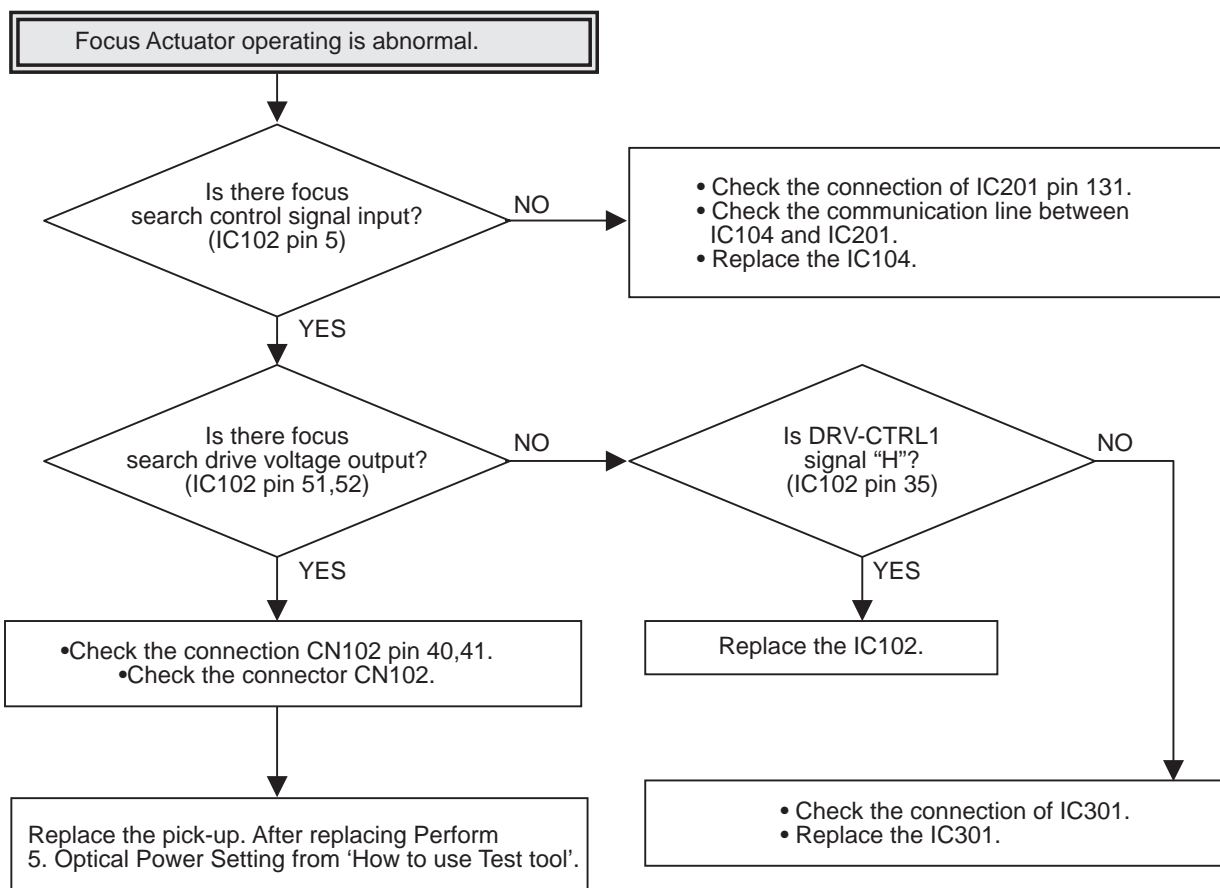 Focus Actuator operating is abnormal.
Is there focus
search control signal input?
(IC102 pin 5)
NO
• Check the connection of IC201 pin 131.
• Check the communication line between
IC104 and IC201.
• Replace the IC104.
YES
Is there focus
search drive voltage output?
(IC102 pin 51,52)
NO
Is DRV-CTRL1
signal “H”?
(IC102 pin 35)
NO
YES
YES
•Check the connection CN102 pin 40,41.
•Check the connector CN102.
Replace the IC102.
Replace the pick-up. After replacing Perform
5. Optical Power Setting from ‘How to use Test tool’.
• Check the connection of IC301.
• Replace the IC301.